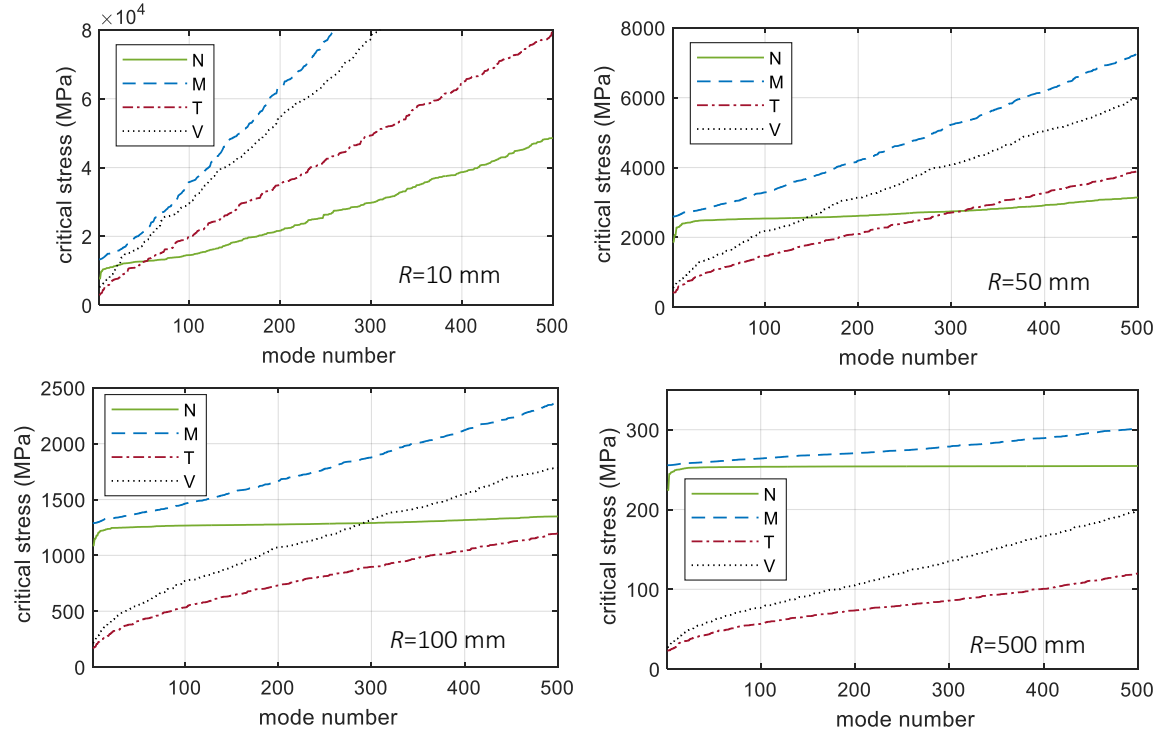 ×10⁴
8
6
4
2
0
critical stress (MPa)
N
M
T
V
R=10 mm
100 200 300 400 500
mode number
8000
6000
4000
2000
0
critical stress (MPa)
N
M
T
V
R=50 mm
100 200 300 400 500
mode number
2500
2000
1500
1000
500
0
critical stress (MPa)
N
M
T
V
R=100 mm
100 200 300 400 500
mode number
300
200
100
0
critical stress (MPa)
N
M
T
V
R=500 mm
100 200 300 400 500
mode number